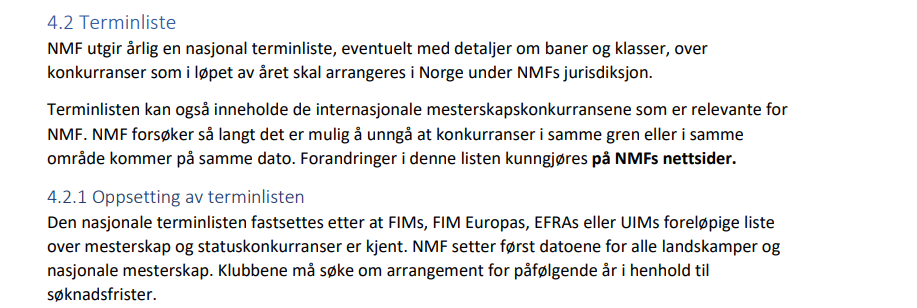 4.2 Terminliste
NMF utgir årlig en nasjonal terminliste, eventuelt med detaljer om baner og klasser, over
konkurranser som i løpet av året skal arrangeres i Norge under NMFs jurisdiksjon.
Terminlisten kan også inneholde de internasjonale mesterskapskonkurransene som er relevante for
NMF. NMF forsøker så langt det er mulig å unngå at konkurranser i samme gren eller i samme
område kommer på samme dato. Forandringer i denne listen kunngjøres på NMFs nettsider.
4.2.1 Oppsetting av terminlisten
Den nasjonale terminlisten fastsettes etter at FIMs, FIM Europas, EFRAs eller UIMs foreløpige liste
over mesterskap og statuskonkurranser er kjent. NMF setter først datoene for alle landskamper og
nasjonale mesterskap. Klubbene må søke om arrangement for påfølgende år i henhold til
søknadsfrister.